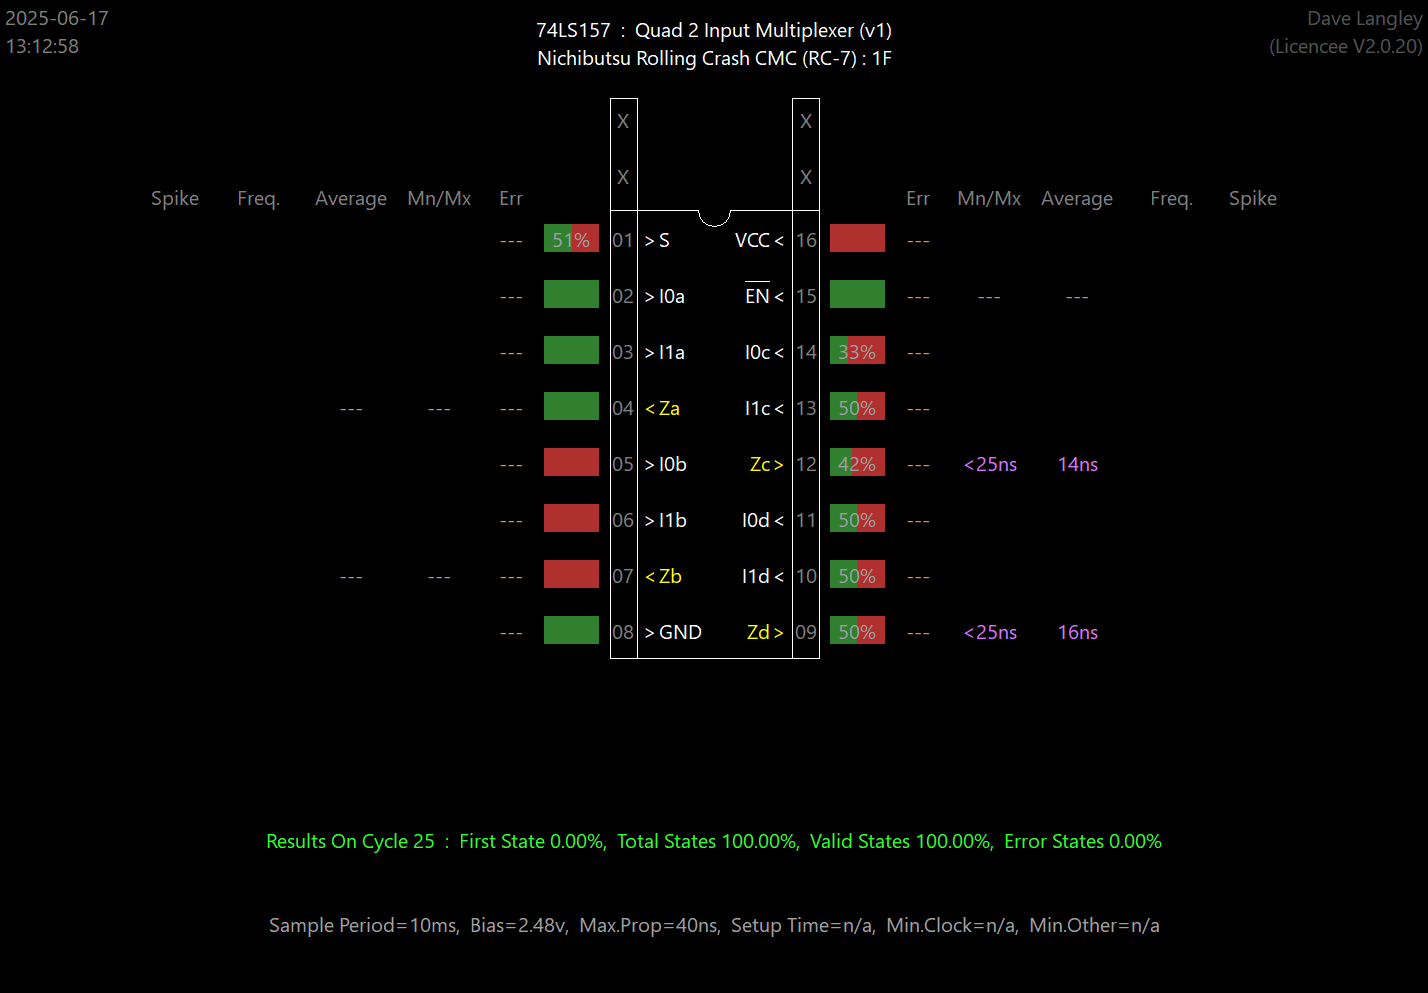 2025-06-17
13:12:58
74LS157 : Quad 2 Input Multiplexer (v1)
Nichibutsu Rolling Crash CMC (RC-7) : 1F
Dave Langley
(Licencee V2.0.20)
X X
X X
Spike Freq. Average Mn/Mx Err Err Mn/Mx Average Freq. Spike
--- 51% 01 >S VCC< 16 ---
--- 02 >I0a EN< 15 --- --- ---
--- 03 >I1a I0c< 14 33% ---
--- --- --- 04 <Za I1c< 13 50% ---
--- 05 >I0b Zc> 12 42% --- <25ns 14ns
--- 06 >I1b I0d< 11 50% ---
--- --- --- 07 <Zb I1d< 10 50% ---
--- 08 >GND Zd> 09 50% --- <25ns 16ns
Results On Cycle 25 : First State 0.00%, Total States 100.00%, Valid States 100.00%, Error States 0.00%
Sample Period=10ms, Bias=2.48v, Max.Prop=40ns, Setup Time=n/a, Min.Clock=n/a, Min.Other=n/a